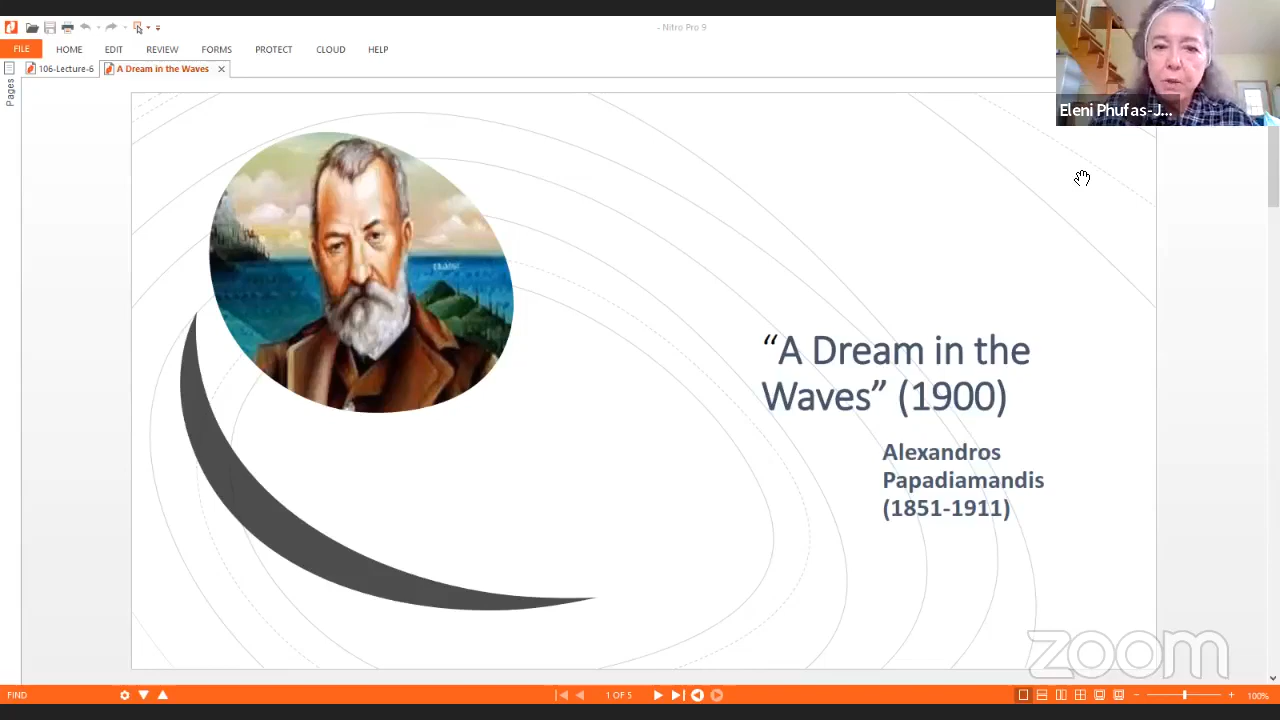 - Nitro Pro 9
FILE HOME EDIT REVIEW FORMS PROTECT CLOUD HELP
106-Lecture-6 A Dream in the Waves
Pages
Eleni Phufas-J...
“A Dream in the
Waves” (1900)
Alexandros
Papadiamandis
(1851-1911)
zoom
FIND 1 OF 5 100%